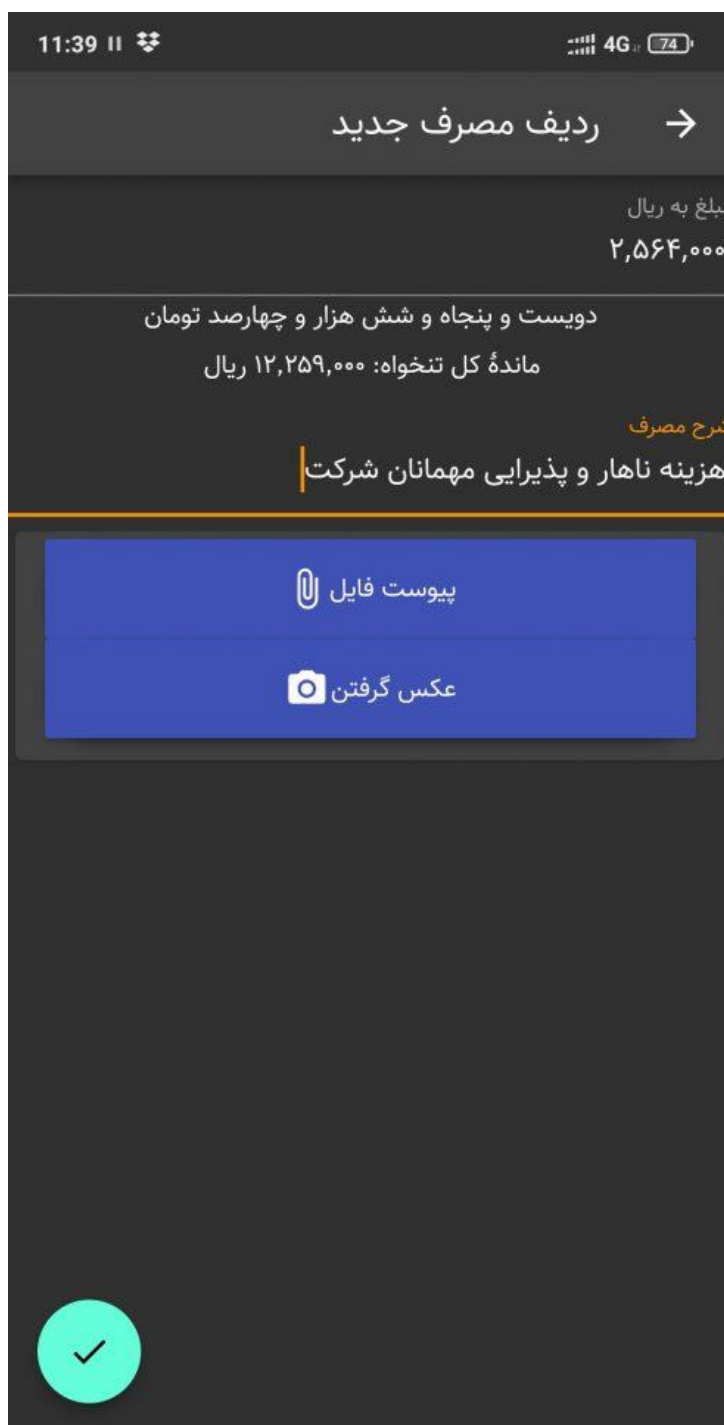 11:39
4G 74
ردیف مصرف جدید
مبلغ به ریال
۲,۵۶۴,۰۰۰
دویست و پنجاه و شش هزار و چهارصد تومان
ماندهٔ کل تنخواه: ۱۲,۲۵۹,۰۰۰ ریال
شرح مصرف
هزینه ناهار و پذیرایی مهمانان شرکت
پیوست فایل
عکس گرفتن